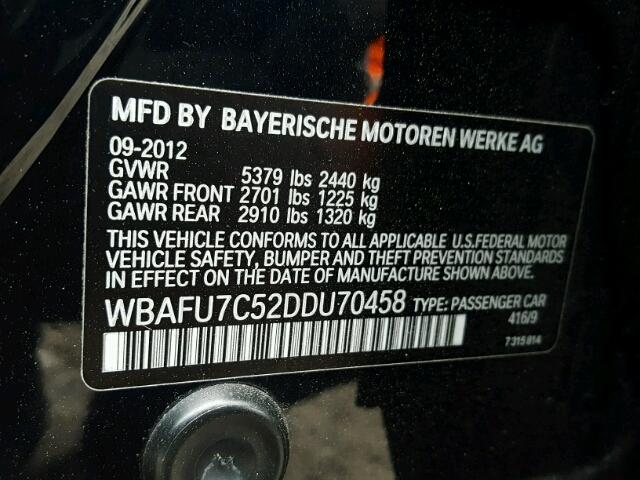 MFD BY BAYERISCHE MOTOREN WERKE AG
09-2012
GVWR 5379 lbs 2440 kg
GAWR FRONT 2701 lbs 1225 kg
GAWR REAR 2910 lbs 1320 kg
THIS VEHICLE CONFORMS TO ALL APPLICABLE U.S.FEDERAL MOTOR
VEHICLE SAFETY, BUMPER AND THEFT PREVENTION STANDARDS
IN EFFECT ON THE DATE OF MANUFACTURE SHOWN ABOVE.
WBAFU7C52DDU70458 TYPE: PASSENGER CAR
416/9
7 315 814